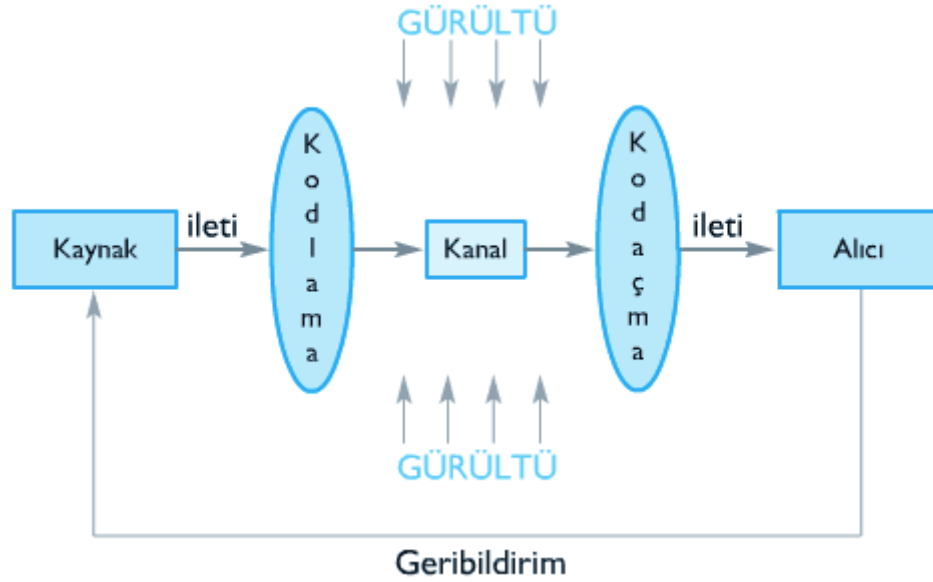 GÜRÜLTÜ
Kaynak
ileti
Kodlama
Kanal
Kodaçma
ileti
Alıcı
GÜRÜLTÜ
Geribildirim